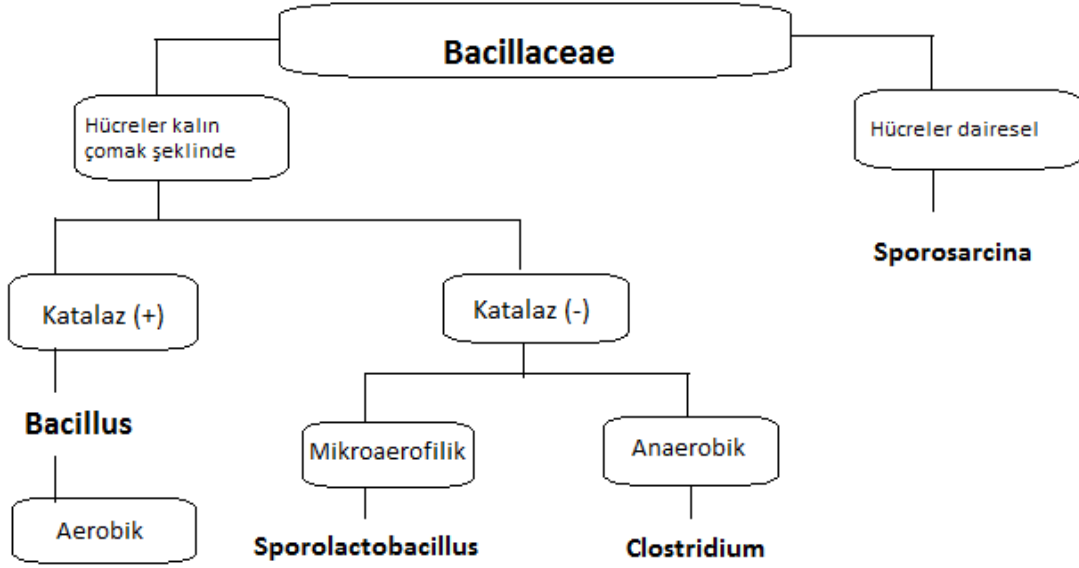 Bacillaceae
Hücreler kalın
çomak şeklinde
Hücreler dairesel
Sporosarcina
Katalaz (+)
Katalaz (-)
Bacillus
Mikroaerofilik
Anaerobik
Aerobik
Sporolactobacillus
Clostridium